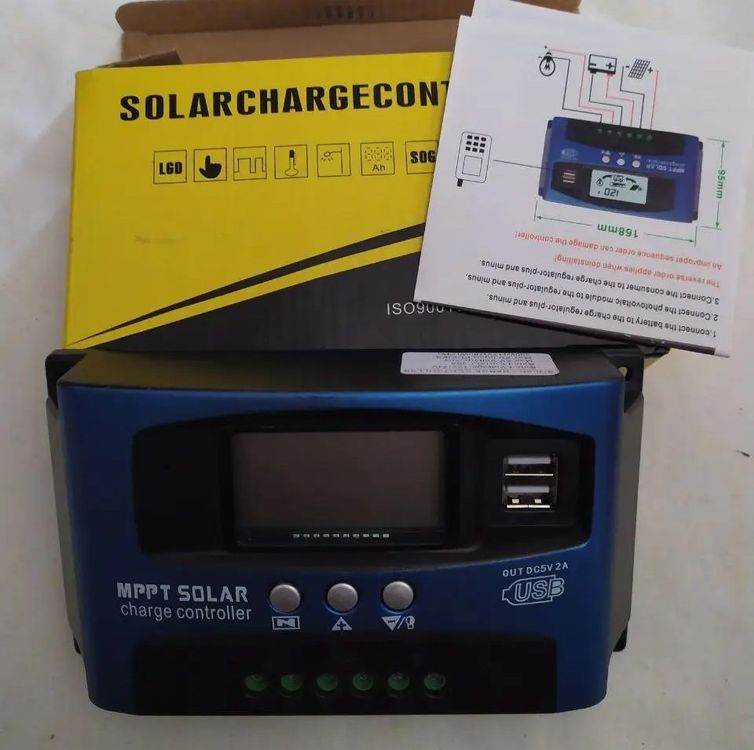 SOLARCHARGECONT
Ah
ISO900
95mm
168mm
MPPT SOLAR
An improper sequence order can damage the controller!
The reverse order applies when deinstalling!
3.Connect the consumer to the charge regulator-plus and minus.
2.Connect the photovoltaic module to the regulator-plus and minus.
1.connect the battery to the charge regulator-plus and minus.
OUT DC5V 2A
USB
MPPT SOLAR
charge controller